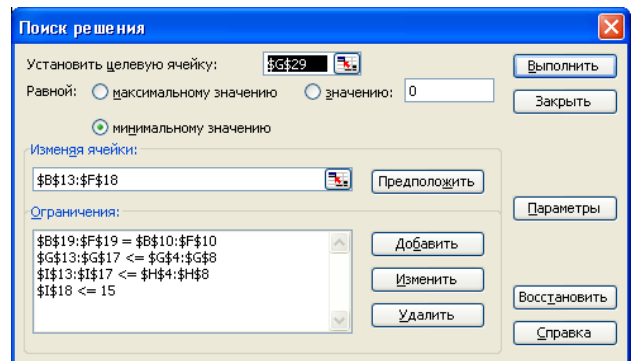 Поиск решения
Установить целевую ячейку: $G$29
Выполнить
Равной: максимальному значению значению: 0
Закрыть
минимальному значению
Изменяя ячейки:
$B$13:$F$18
Предположить
Параметры
Ограничения:
$B$19:$F$19 = $B$10:$F$10
$G$13:$G$17 <= $G$4:$G$8
$I$13:$I$17 <= $H$4:$H$8
$I$18 <= 15
Добавить
Изменить
Удалить
Восстановить
Справка